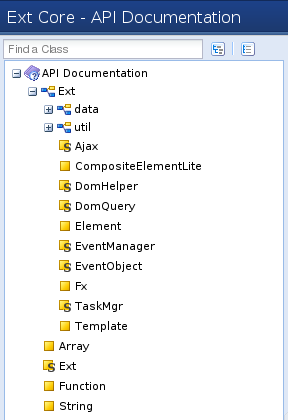 Ext Core - API Documentation
Find a Class
API Documentation
Ext
data
util
Ajax
CompositeElementLite
DomHelper
DomQuery
Element
EventManager
EventObject
Fx
TaskMgr
Template
Array
Ext
Function
String